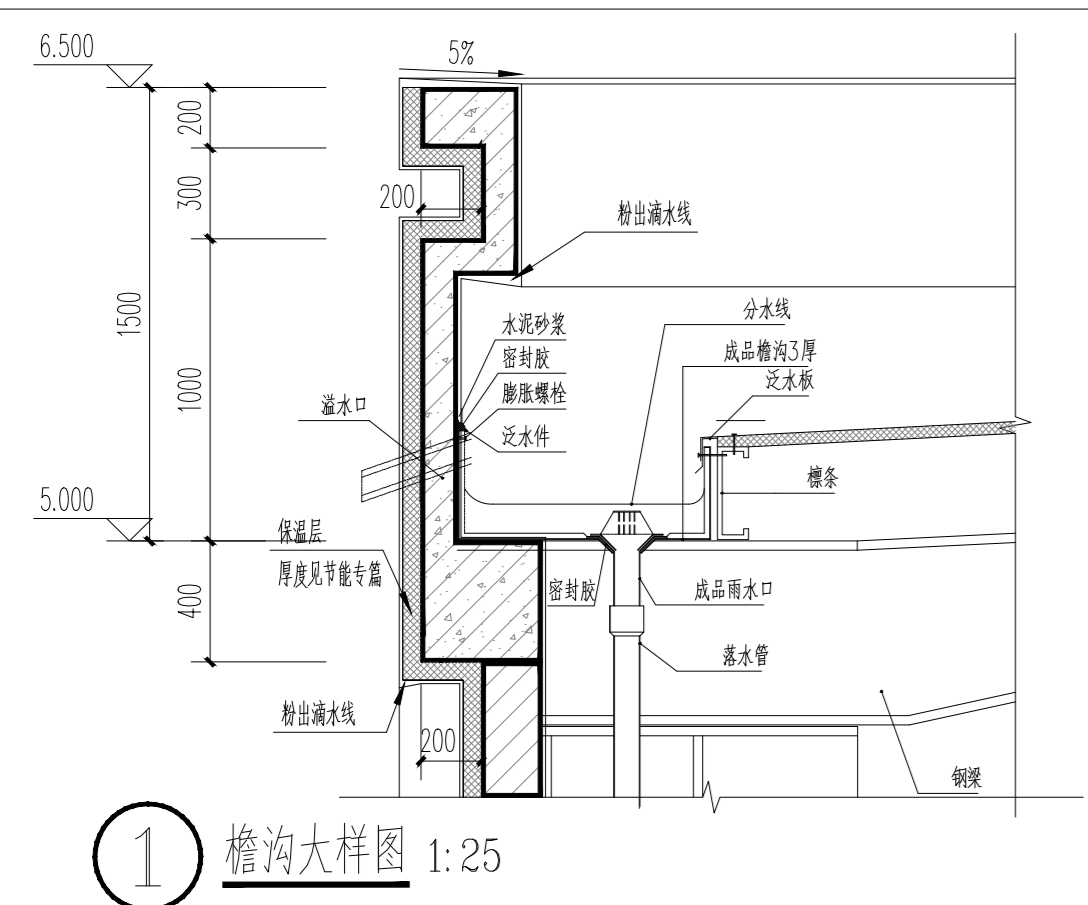 6.500
5%
200
300
200
粉出滴水线
1500
1000
水泥砂浆
密封胶
膨胀螺栓
泛水件
分水线
成品檐沟3厚
泛水板
溢水口
檩条
5.000
保温层
厚度见节能专篇
400
密封胶
成品雨水口
落水管
粉出滴水线
200
钢梁
1
檐沟大样图 1:25